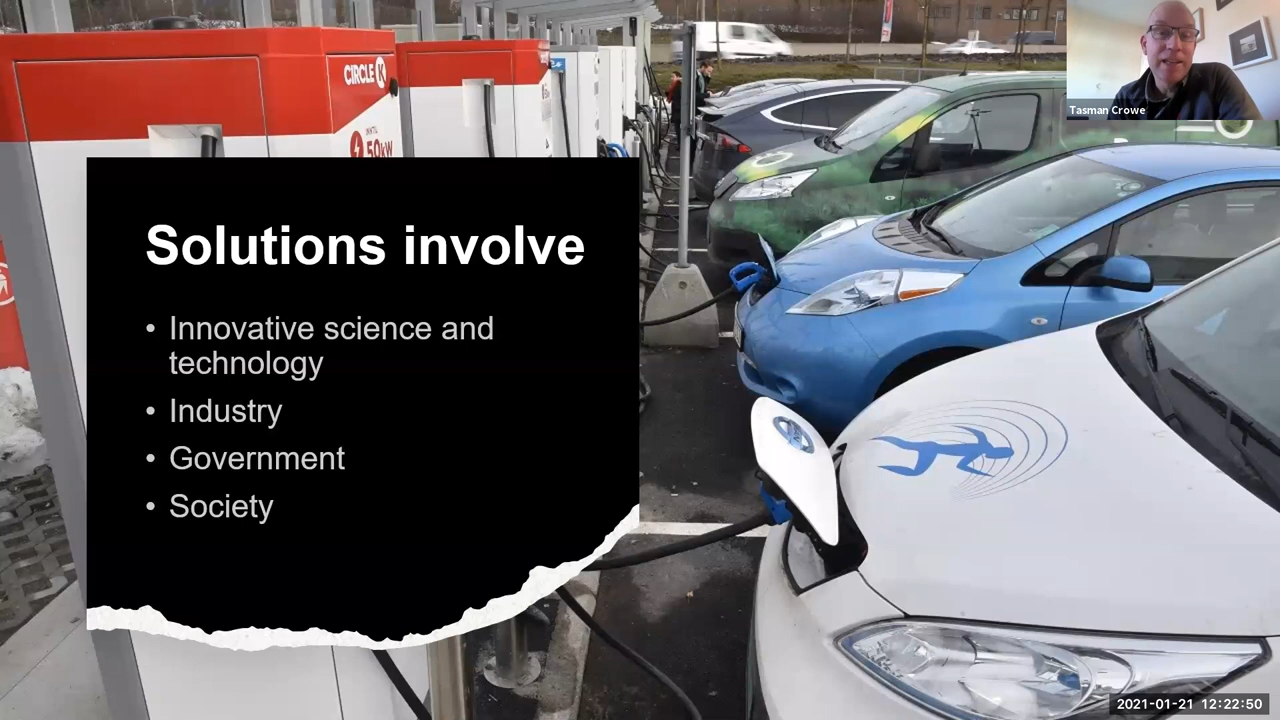 CIRCLE K
50kW
Tasman Crowe
Solutions involve
• Innovative science and
technology
• Industry
• Government
• Society
2021-01-21 12:22:50